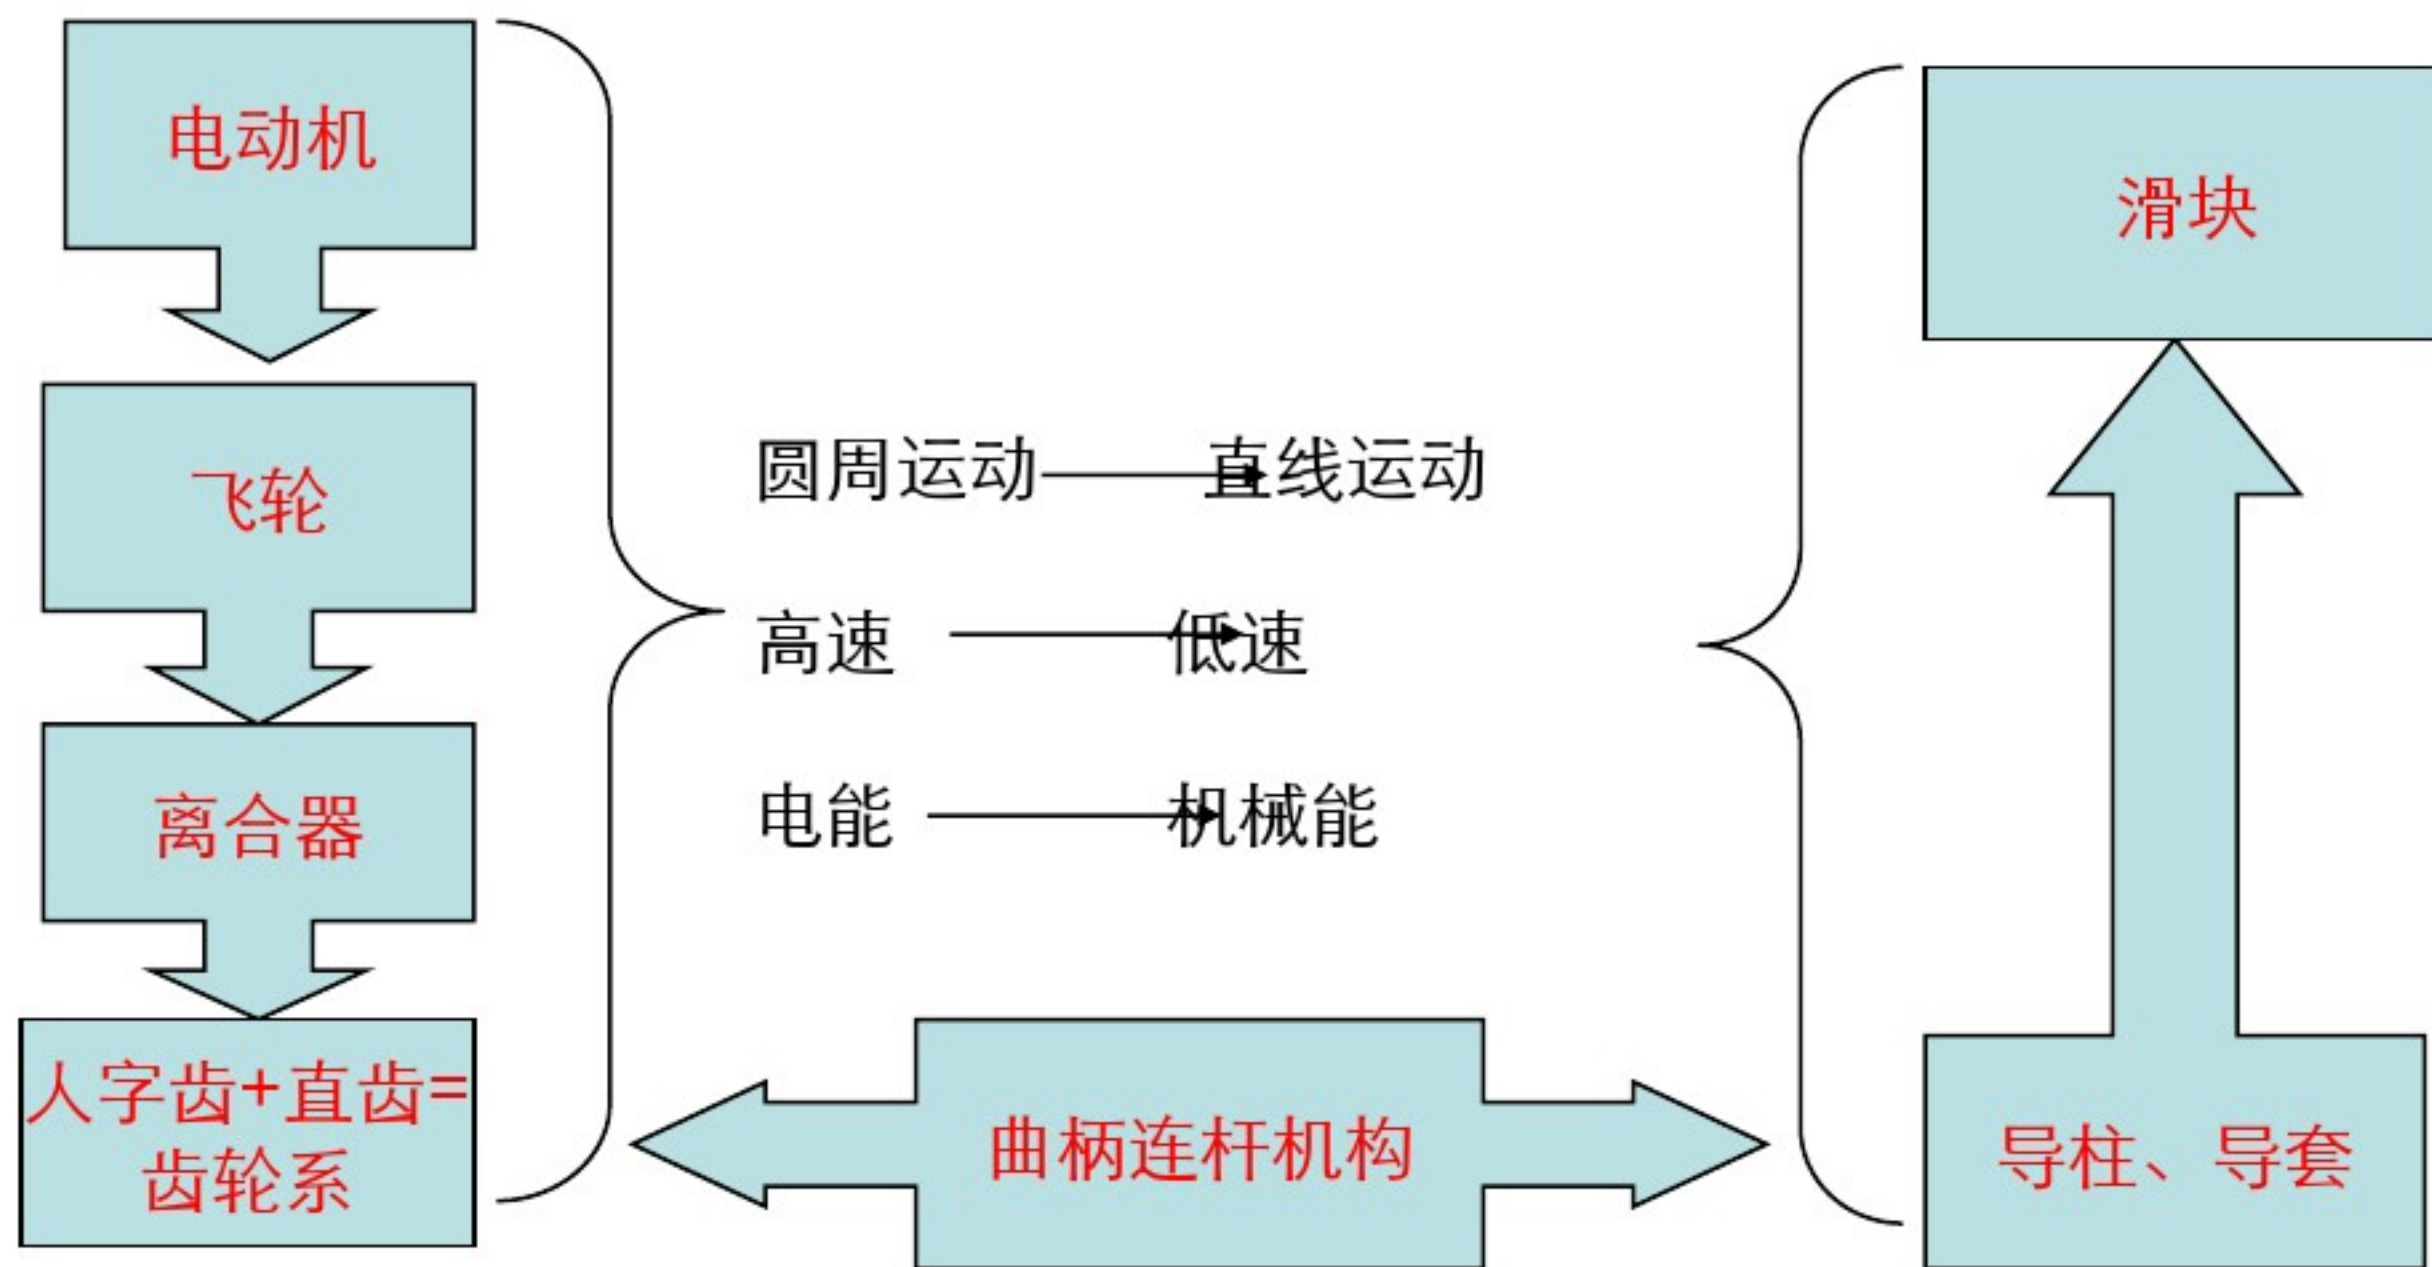 电动机
飞轮
离合器
人字齿+直齿=
齿轮系
圆周运动 直线运动
高速 低速
电能 机械能
曲柄连杆机构
滑块
导柱、导套